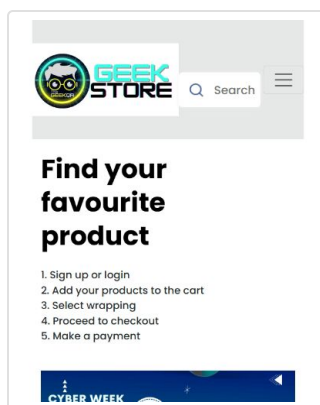 GEEK
STORE
GEEKOR
Search
Find your
favourite
product
1. Sign up or login
2. Add your products to the cart
3. Select wrapping
4. Proceed to checkout
5. Make a payment
CYBER WEEK